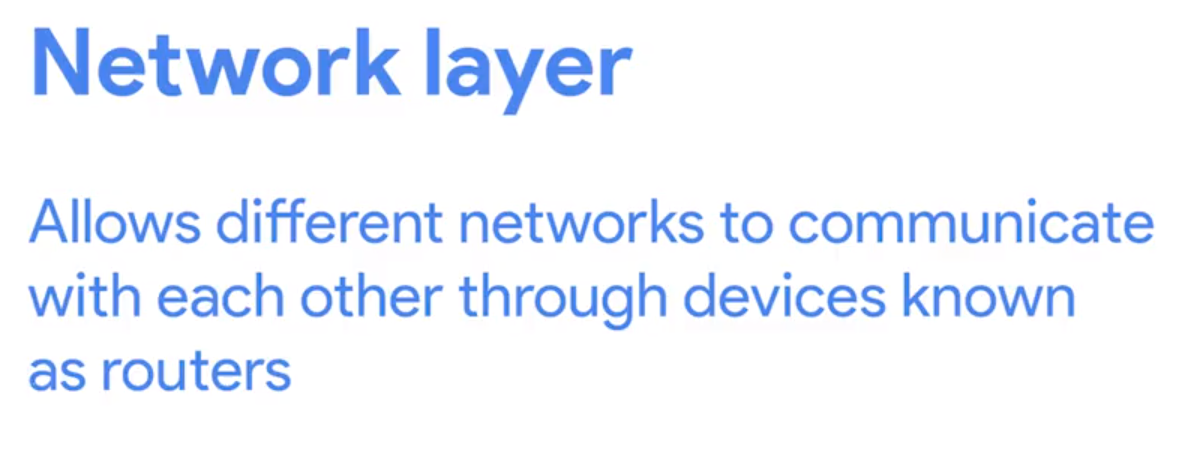 Network layer
Allows different networks to communicate
with each other through devices known
as routers